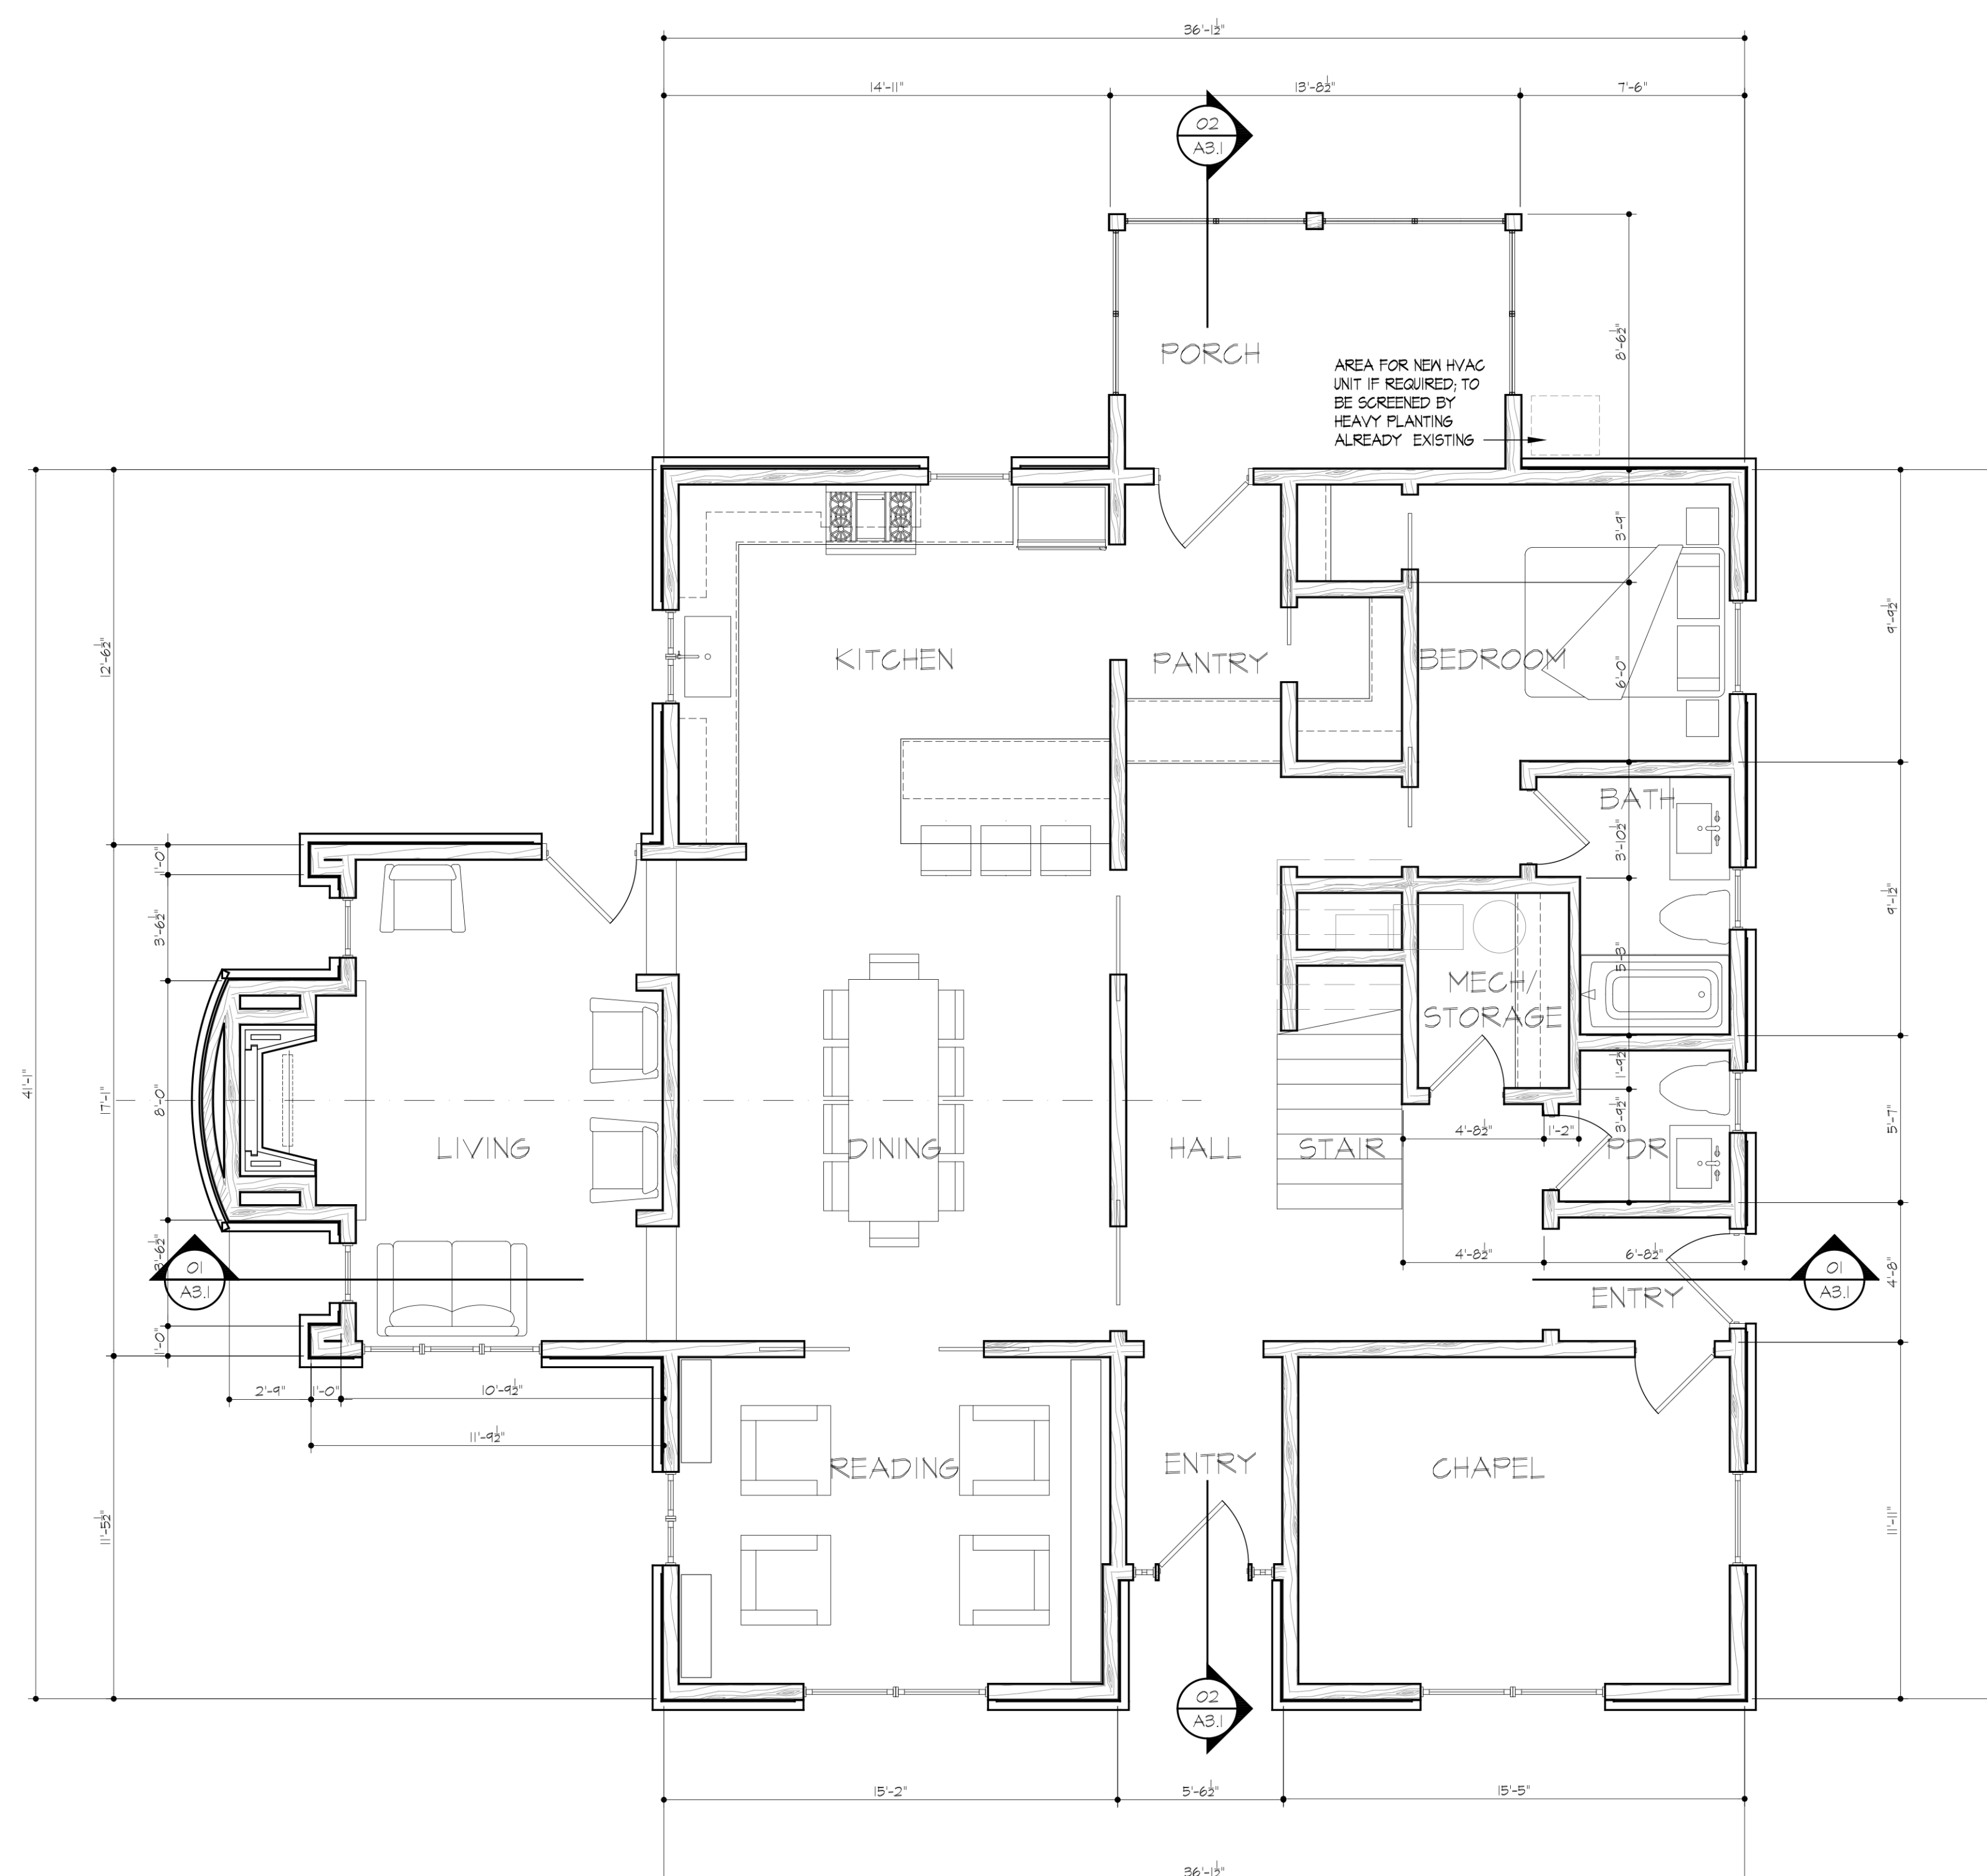 36'-1½"
14'-11"
13'-8½"
7'-6"
02
A3.1
8'-6½"
PORCH
AREA FOR NEW HVAC
UNIT IF REQUIRED; TO
BE SCREENED BY
HEAVY PLANTING
ALREADY EXISTING
3'-9"
9'-9½"
12'-6½"
KITCHEN
PANTRY
BEDROOM
6'-0"
BATH
3'-10½"
1'-0"
3'-6½"
9'-1½"
5'-3"
MECH/
STORAGE
41'-1"
17'-1"
8'-0"
1'-9½"
3'-9½"
5'-7"
4'-8½"
1'-2"
LIVING
DINING
HALL
STAIR
PDR
3'-6½"
4'-8½"
6'-8½"
01
A3.1
01
A3.1
4'-8"
ENTRY
1'-0"
2'-9"
1'-0"
10'-9½"
11'-9½"
READING
ENTRY
CHAPEL
11'-5½"
11'-11"
02
A3.1
15'-2"
5'-6½"
15'-5"
36'-1½"